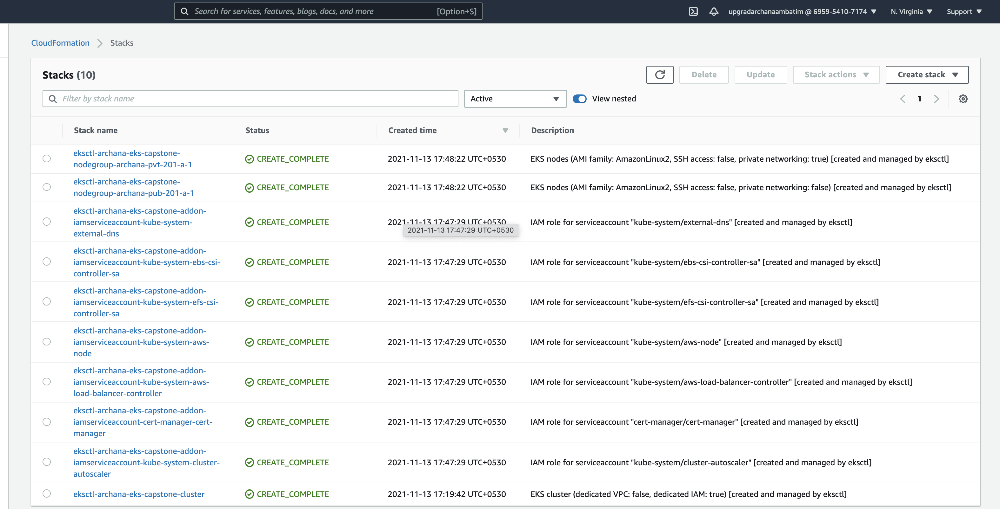 Search for services, features, blogs, docs, and more [Option+S] upgradarchanaambatim @ 6959-5410-7174 N. Virginia Support
CloudFormation Stacks
Stacks (10) Delete Update Stack actions Create stack
Filter by stack name Active View nested 1
Stack name Status Created time Description
eksctl-archana-eks-capstone-
nodegroup-archana-pvt-201-a-1
CREATE_COMPLETE 2021-11-13 17:48:22 UTC+0530 EKS nodes (AMI family: AmazonLinux2, SSH access: false, private networking: true) [created and managed by eksctl]
eksctl-archana-eks-capstone-
nodegroup-archana-pub-201-a-1
CREATE_COMPLETE 2021-11-13 17:48:22 UTC+0530 EKS nodes (AMI family: AmazonLinux2, SSH access: false, private networking: false) [created and managed by eksctl]
eksctl-archana-eks-capstone-addon-
iamserviceaccount-kube-system-
external-dns
CREATE_COMPLETE 2021-11-13 17:47:29 UTC+0530 IAM role for serviceaccount "kube-system/external-dns" [created and managed by eksctl]
2021-11-13 17:47:29 UTC+0530
eksctl-archana-eks-capstone-addon-
iamserviceaccount-kube-system-ebs-csi-
controller-sa
CREATE_COMPLETE 2021-11-13 17:47:29 UTC+0530 IAM role for serviceaccount "kube-system/ebs-csi-controller-sa" [created and managed by eksctl]
eksctl-archana-eks-capstone-addon-
iamserviceaccount-kube-system-efs-csi-
controller-sa
CREATE_COMPLETE 2021-11-13 17:47:29 UTC+0530 IAM role for serviceaccount "kube-system/efs-csi-controller-sa" [created and managed by eksctl]
eksctl-archana-eks-capstone-addon-
iamserviceaccount-kube-system-aws-
node
CREATE_COMPLETE 2021-11-13 17:47:29 UTC+0530 IAM role for serviceaccount "kube-system/aws-node" [created and managed by eksctl]
eksctl-archana-eks-capstone-addon-
iamserviceaccount-kube-system-aws-
load-balancer-controller
CREATE_COMPLETE 2021-11-13 17:47:29 UTC+0530 IAM role for serviceaccount "kube-system/aws-load-balancer-controller" [created and managed by eksctl]
eksctl-archana-eks-capstone-addon-
iamserviceaccount-cert-manager-cert-
manager
CREATE_COMPLETE 2021-11-13 17:47:29 UTC+0530 IAM role for serviceaccount "cert-manager/cert-manager" [created and managed by eksctl]
eksctl-archana-eks-capstone-addon-
iamserviceaccount-kube-system-cluster-
autoscaler
CREATE_COMPLETE 2021-11-13 17:47:29 UTC+0530 IAM role for serviceaccount "kube-system/cluster-autoscaler" [created and managed by eksctl]
eksctl-archana-eks-capstone-cluster CREATE_COMPLETE 2021-11-13 17:19:42 UTC+0530 EKS cluster (dedicated VPC: false, dedicated IAM: true) [created and managed by eksctl]